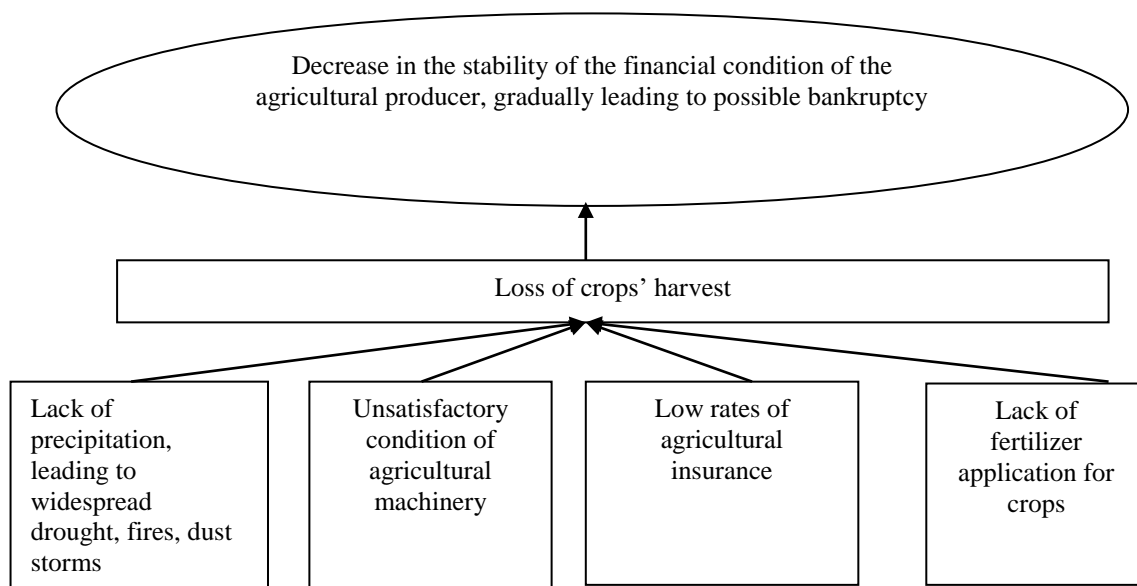 Decrease in the stability of the financial condition of the
agricultural producer, gradually leading to possible bankruptcy
Loss of crops’ harvest
Lack of
precipitation,
leading to
widespread
drought, fires, dust
storms
Unsatisfactory
condition of
agricultural
machinery
Low rates of
agricultural
insurance
Lack of
fertilizer
application for
crops